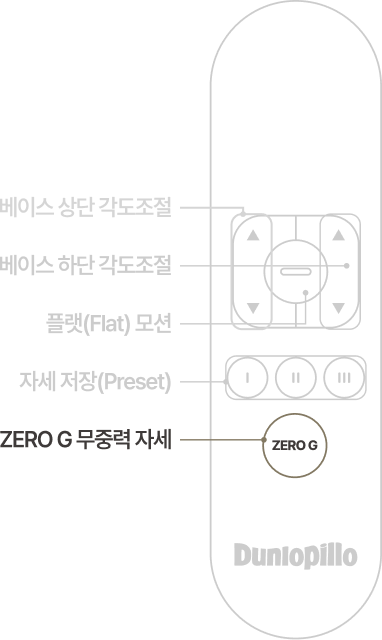 베이스 상단 각도조절
베이스 하단 각도조절
플랫(Flat) 모션
자세 저장(Preset)
I II III
ZERO G 무중력 자세
ZERO G
Dunlopillo